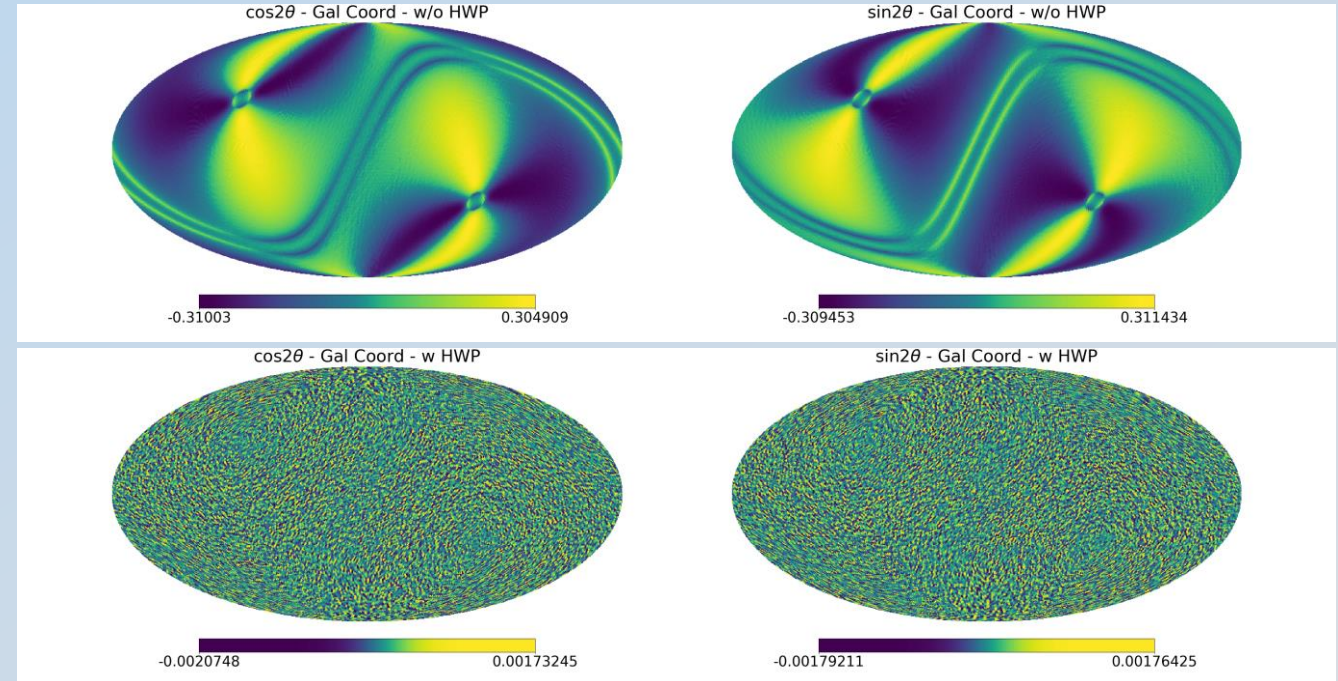 cos2θ - Gal Coord - w/o HWP
sin2θ - Gal Coord - w/o HWP
-0.31003 0.304909
-0.309453 0.311434
cos2θ - Gal Coord - w HWP
sin2θ - Gal Coord - w HWP
-0.0020748 0.00173245
-0.00179211 0.00176425